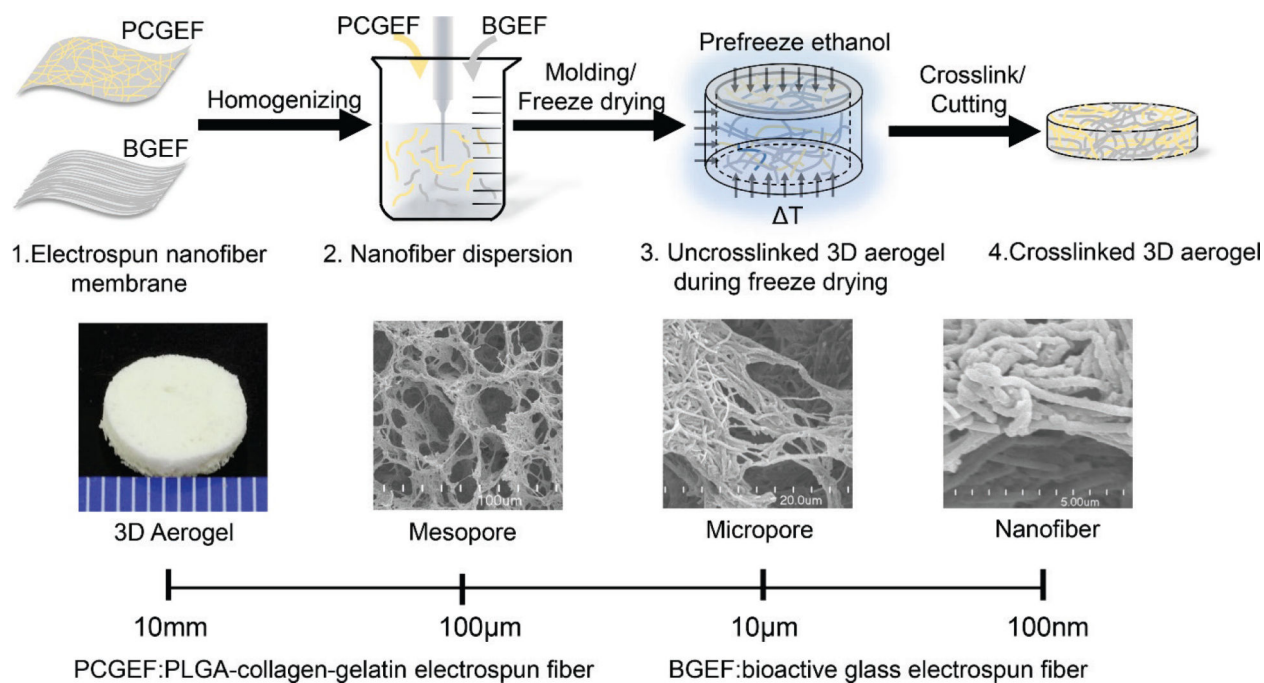 PCGEF
BGEF
Homogenizing
PCGEF
BGEF
Molding/
Freeze drying
Prefreeze ethanol
ΔT
Crosslink/
Cutting
1.Electrospun nanofiber
membrane
2. Nanofiber dispersion
3. Uncrosslinked 3D aerogel
during freeze drying
4.Crosslinked 3D aerogel
100um
20.0um
5.00um
3D Aerogel
Mesopore
Micropore
Nanofiber
10mm
100μm
10μm
100nm
PCGEF:PLGA-collagen-gelatin electrospun fiber
BGEF:bioactive glass electrospun fiber